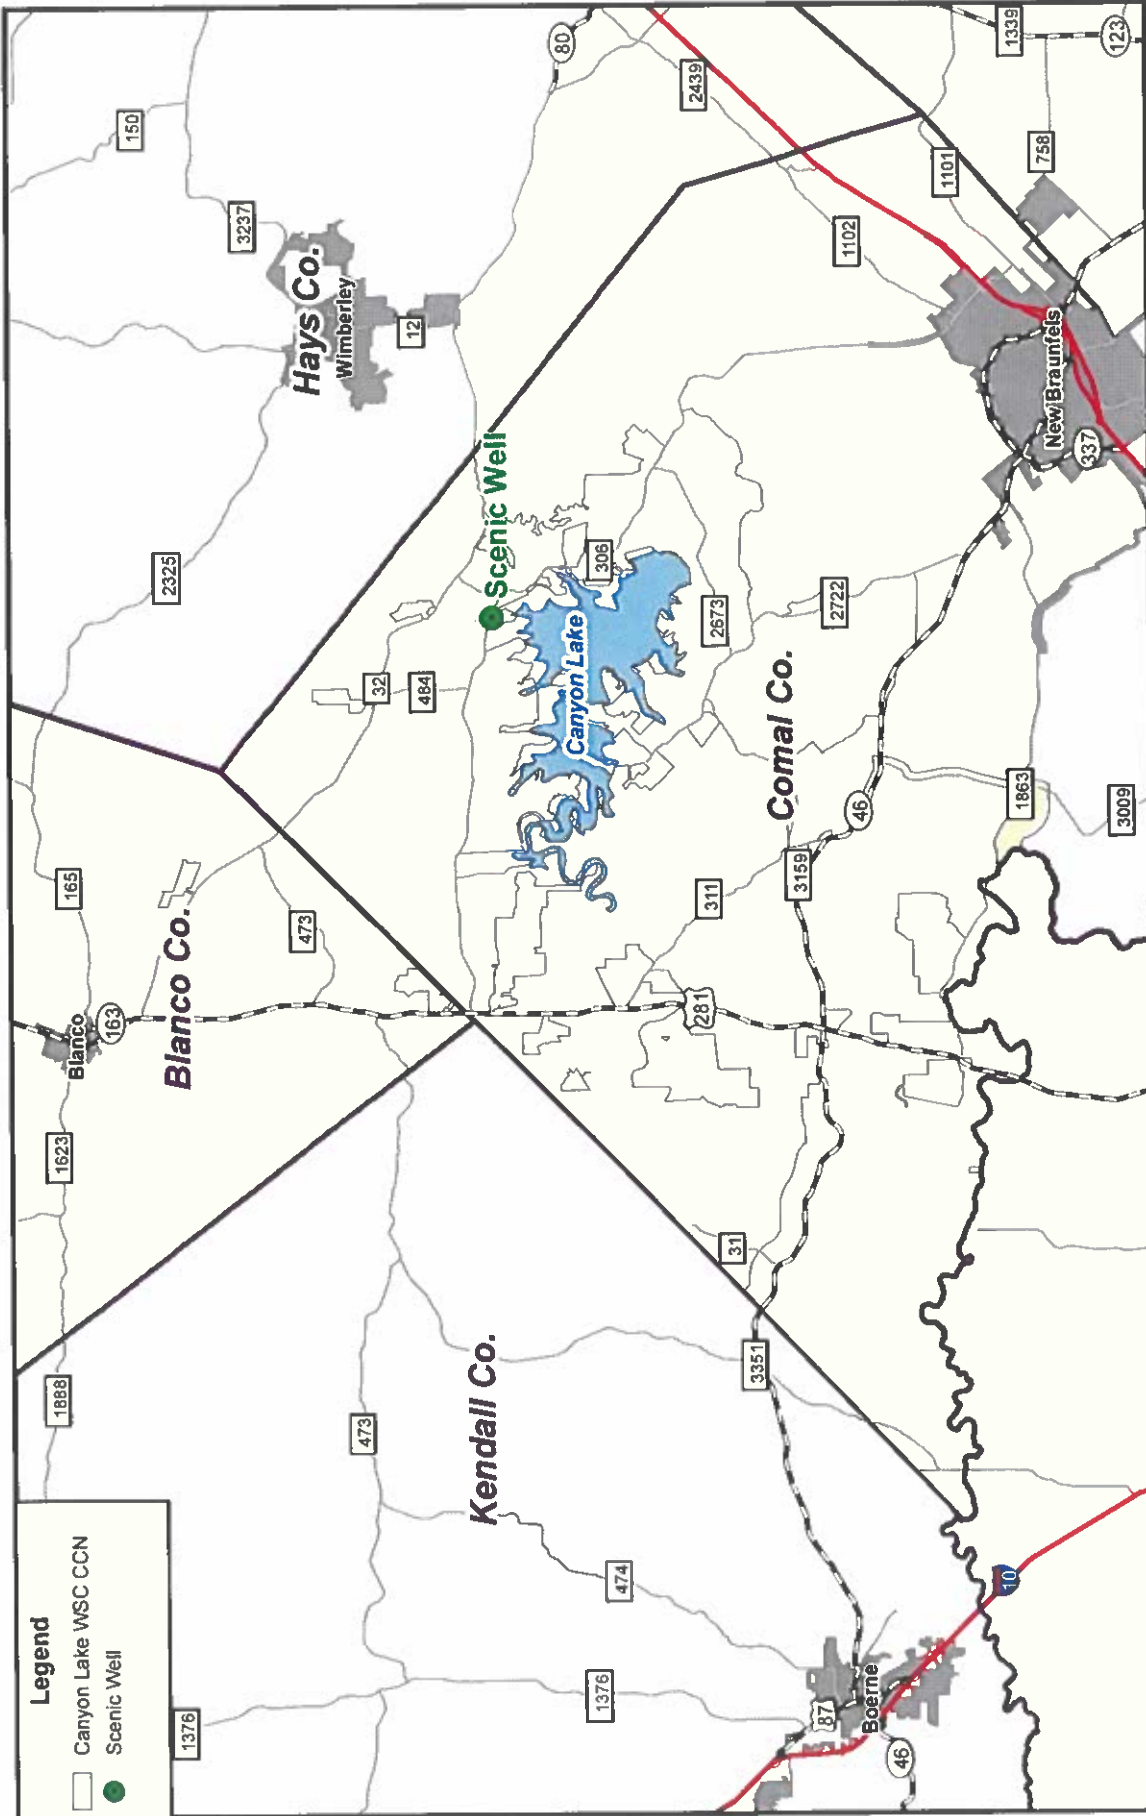 Legend
Canyon Lake WSC CCN
Scenic Well
1376
1888
1623
Blanco
163
165
Blanco Co.
473
2325
3237
150
Hays Co.
Wimberley
12
80
473
Kendall Co.
32
484
Scenic Well
Canyon Lake
306
2673
2722
2439
1102
1101
1339
123
758
474
1376
31
3351
281
311
3159
Comal Co.
46
1863
3009
New Braunfels
337
87
Boerne
46
10